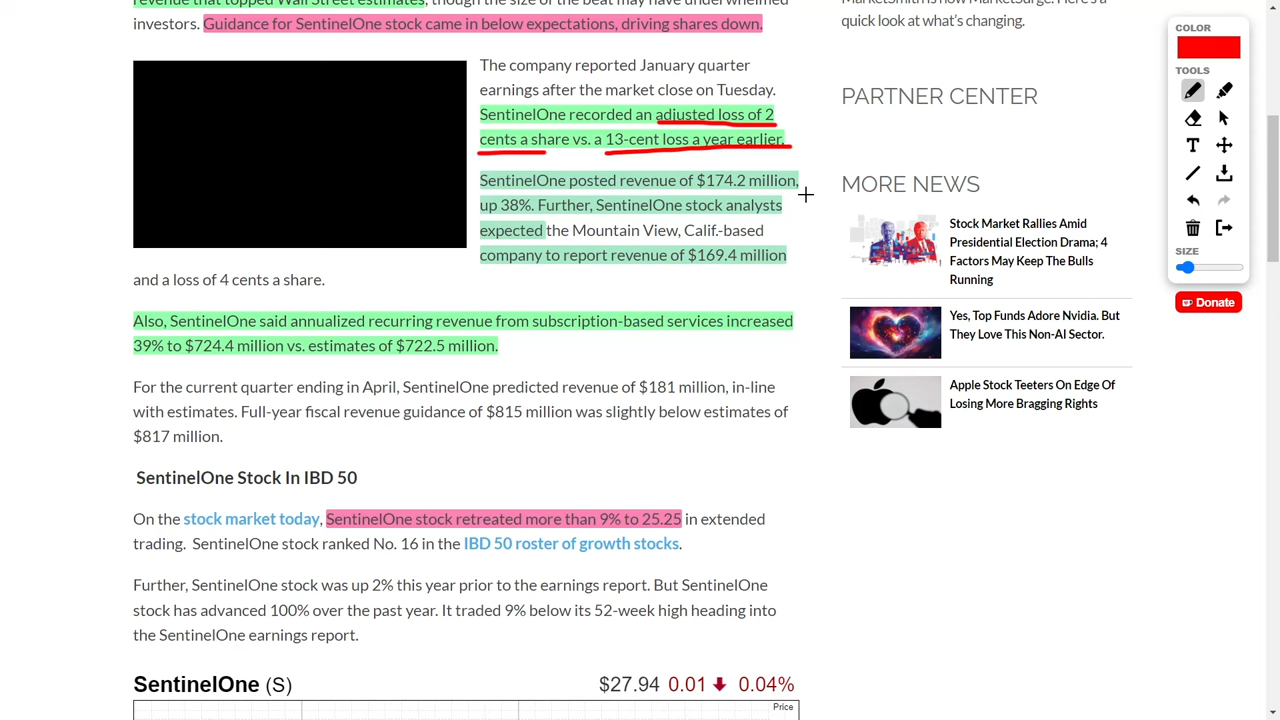 revenue that topped Wall Street estimates, though the size of the beat may have underwhelmed
investors. Guidance for SentinelOne stock came in below expectations, driving shares down.
The company reported January quarter
earnings after the market close on Tuesday.
SentinelOne recorded an adjusted loss of 2
cents a share vs. a 13-cent loss a year earlier.
SentinelOne posted revenue of $174.2 million,
up 38%. Further, SentinelOne stock analysts
expected the Mountain View, Calif.-based
company to report revenue of $169.4 million
and a loss of 4 cents a share.
Also, SentinelOne said annualized recurring revenue from subscription-based services increased
39% to $724.4 million vs. estimates of $722.5 million.
For the current quarter ending in April, SentinelOne predicted revenue of $181 million, in-line
with estimates. Full-year fiscal revenue guidance of $815 million was slightly below estimates of
$817 million.
SentinelOne Stock In IBD 50
On the stock market today, SentinelOne stock retreated more than 9% to 25.25 in extended
trading. SentinelOne stock ranked No. 16 in the IBD 50 roster of growth stocks.
Further, SentinelOne stock was up 2% this year prior to the earnings report. But SentinelOne
stock has advanced 100% over the past year. It traded 9% below its 52-week high heading into
the SentinelOne earnings report.
SentinelOne (S) $27.94 0.01 0.04%
Price
MarketSmith is now MarketSurge. Here's a
quick look at what's changing.
PARTNER CENTER
MORE NEWS
Stock Market Rallies Amid
Presidential Election Drama; 4
Factors May Keep The Bulls
Running
Yes, Top Funds Adore Nvidia. But
They Love This Non-AI Sector.
Apple Stock Teeters On Edge Of
Losing More Bragging Rights
COLOR
TOOLS
T
SIZE
Donate